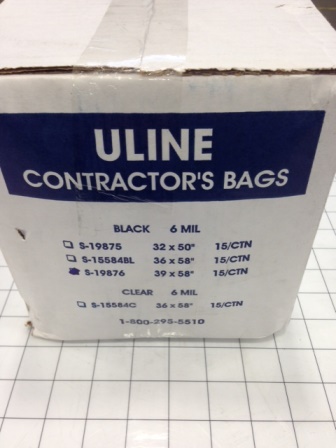 ULINE
CONTRACTOR'S BAGS
BLACK 6 MIL
S-19875 32 x 50" 15/CTN
S-15584BL 36 x 58" 15/CTN
S-19876 39 x 58" 15/CTN
CLEAR 6 MIL
S-15584C 36 x 58" 15/CTN
1-800-295-5510